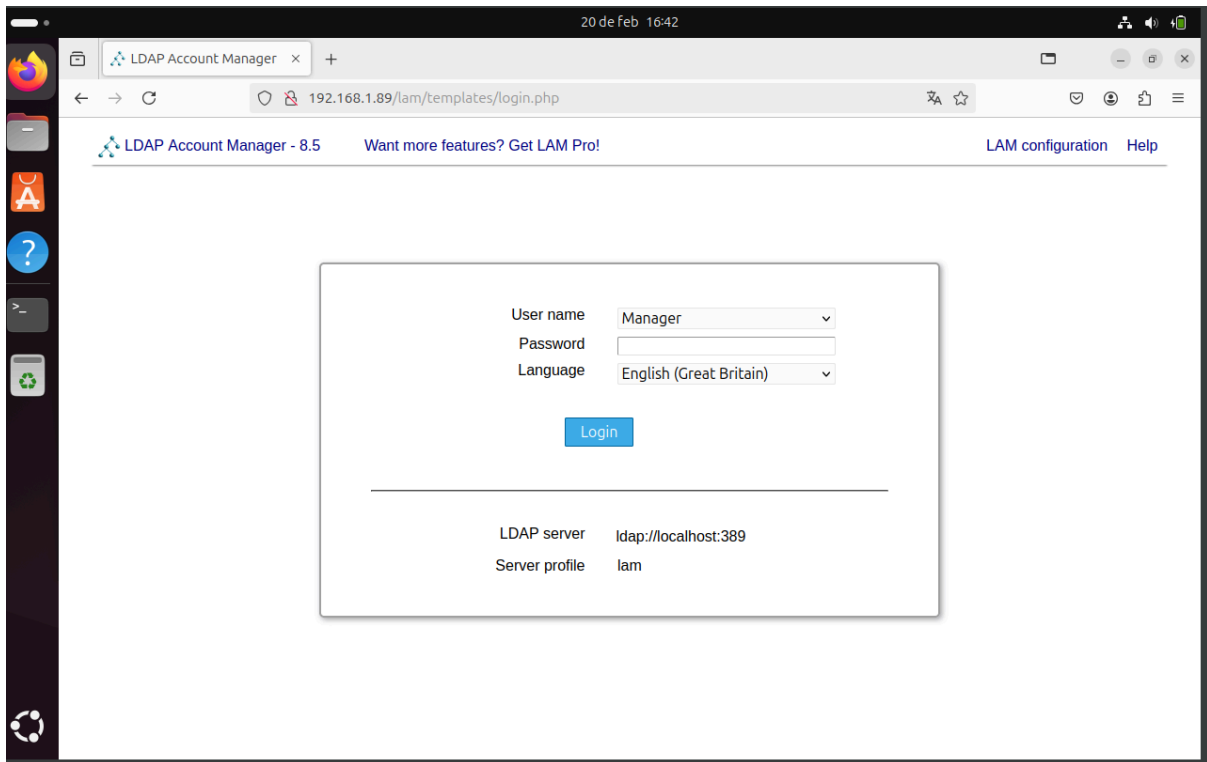 20 de feb 16:42
LDAP Account Manager
192.168.1.89/lam/templates/login.php
LDAP Account Manager - 8.5 Want more features? Get LAM Pro! LAM configuration Help
User name Manager
Password
Language English (Great Britain)
Login
LDAP server ldap://localhost:389
Server profile lam